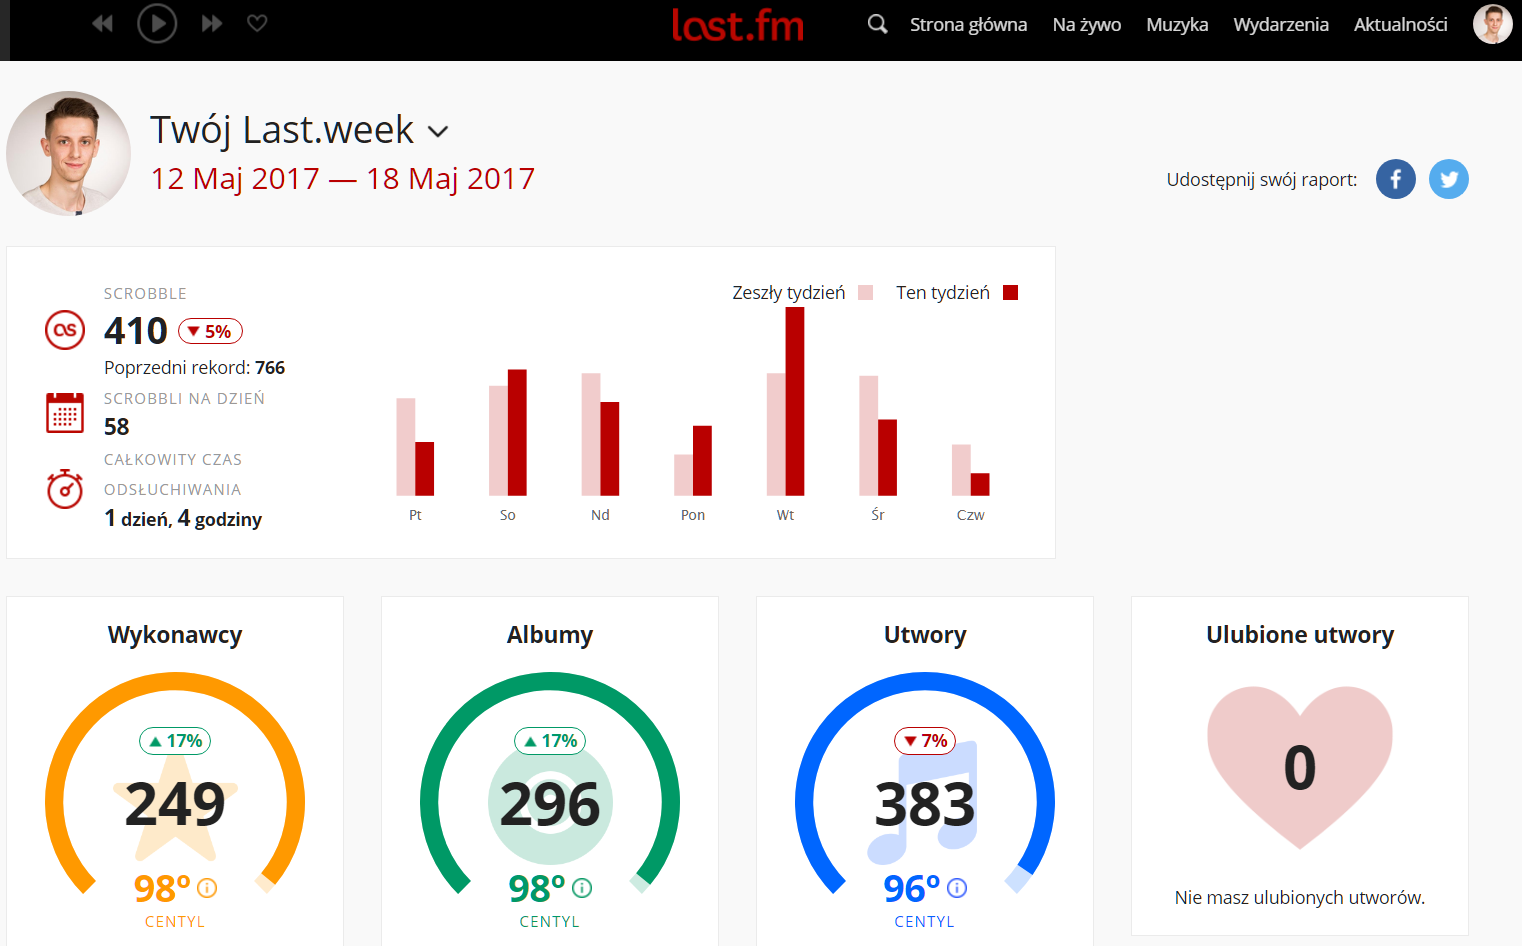 last.fm
Strona główna Na żywo Muzyka Wydarzenia Aktualności
Twój Last.week
12 Maj 2017 — 18 Maj 2017
Udostępnij swój raport:
SCROBBLE
410 5%
Poprzedni rekord: 766
SCROBBLI NA DZIEŃ
58
CAŁKOWITY CZAS
ODSŁUCHIWANIA
1 dzień, 4 godziny
Zeszły tydzień Ten tydzień
Pt So Nd Pon Wt Śr Czw
Wykonawcy
17%
249
98º
CENTYL
Albumy
17%
296
98º
CENTYL
Utwory
7%
383
96º
CENTYL
Ulubione utwory
0
Nie masz ulubionych utworów.